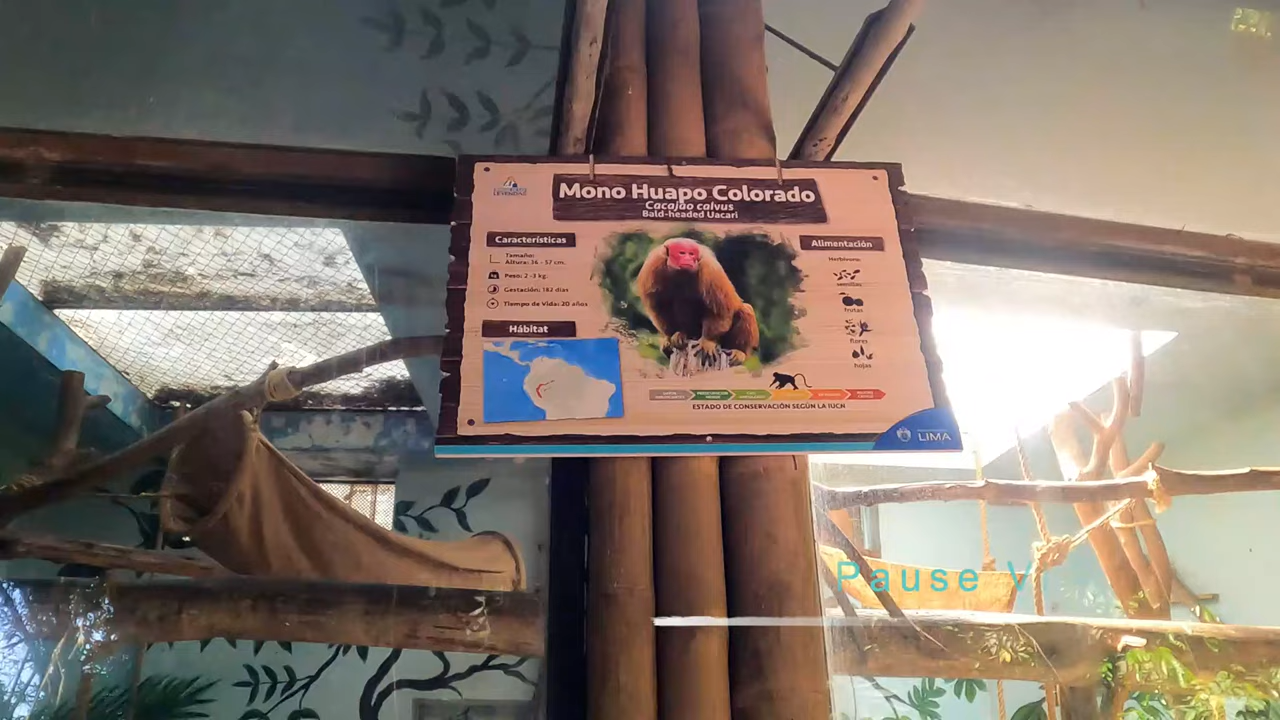 LEYENDAS
Mono Huapo Colorado
Cacajao calvus
Bald-headed Uacari
Características
Tamaño:
Altura: 36 - 57 cm.
Peso: 2 -3 kg.
Gestación: 182 días
Tiempo de Vida: 20 años
Hábitat
Alimentación
Herbívoro:
semillas
frutas
flores
hojas
ESTADO DE CONSERVACIÓN SEGÚN LA IUCN
LIMA
Pause V